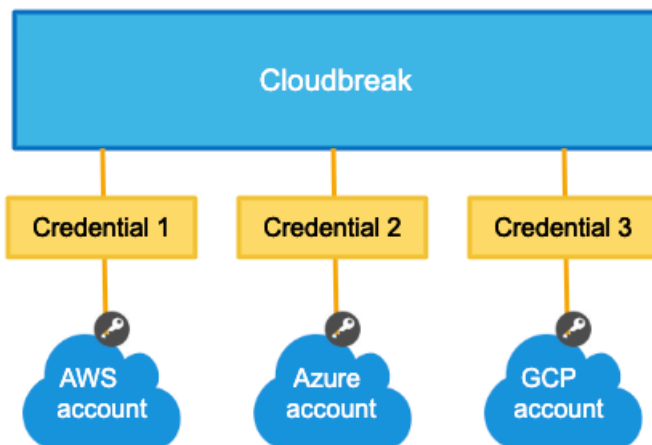 Cloudbreak
Credential 1
Credential 2
Credential 3
AWS
account
Azure
account
GCP
account